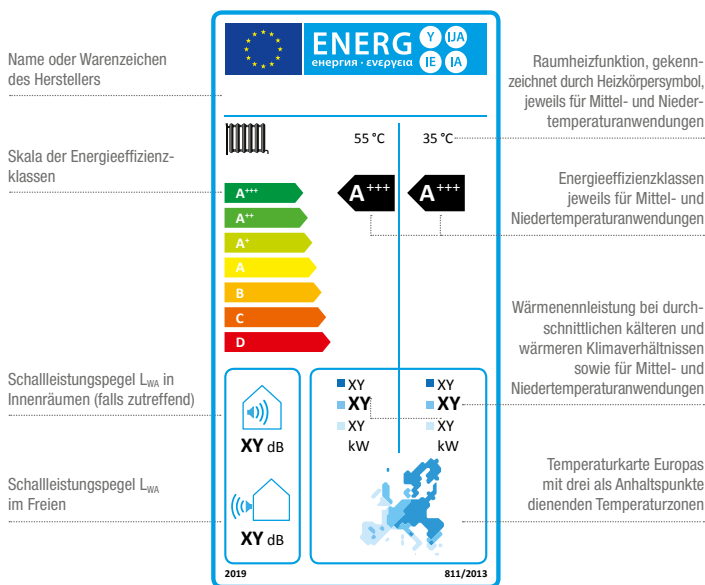 Name oder Warenzeichen
des Herstellers
Skala der Energieeffizienz-
klassen
Schallleistungspegel LWA in
Innenräumen (falls zutreffend)
Schallleistungspegel LWA
im Freien
ENERG
енергия · ενεργεια
Y IJA
IE IA
55 °C 35 °C
A+++ A+++
A+++
A++
A+
A
B
C
D
XY dB
XY dB
XY XY
XY XY
XY XY
kW kW
2019 811/2013
Raumheizfunktion, gekenn-
zeichnet durch Heizkörpersymbol,
jeweils für Mittel- und Nieder-
temperaturanwendungen
Energieeffizienzklassen
jeweils für Mittel- und
Niedertemperaturanwendungen
Wärmenennleistung bei durch-
schnittlichen kälteren und
wärmeren Klimaverhältnissen
sowie für Mittel- und
Niedertemperaturanwendungen
Temperaturkarte Europas
mit drei als Anhaltspunkte
dienenden Temperaturzonen